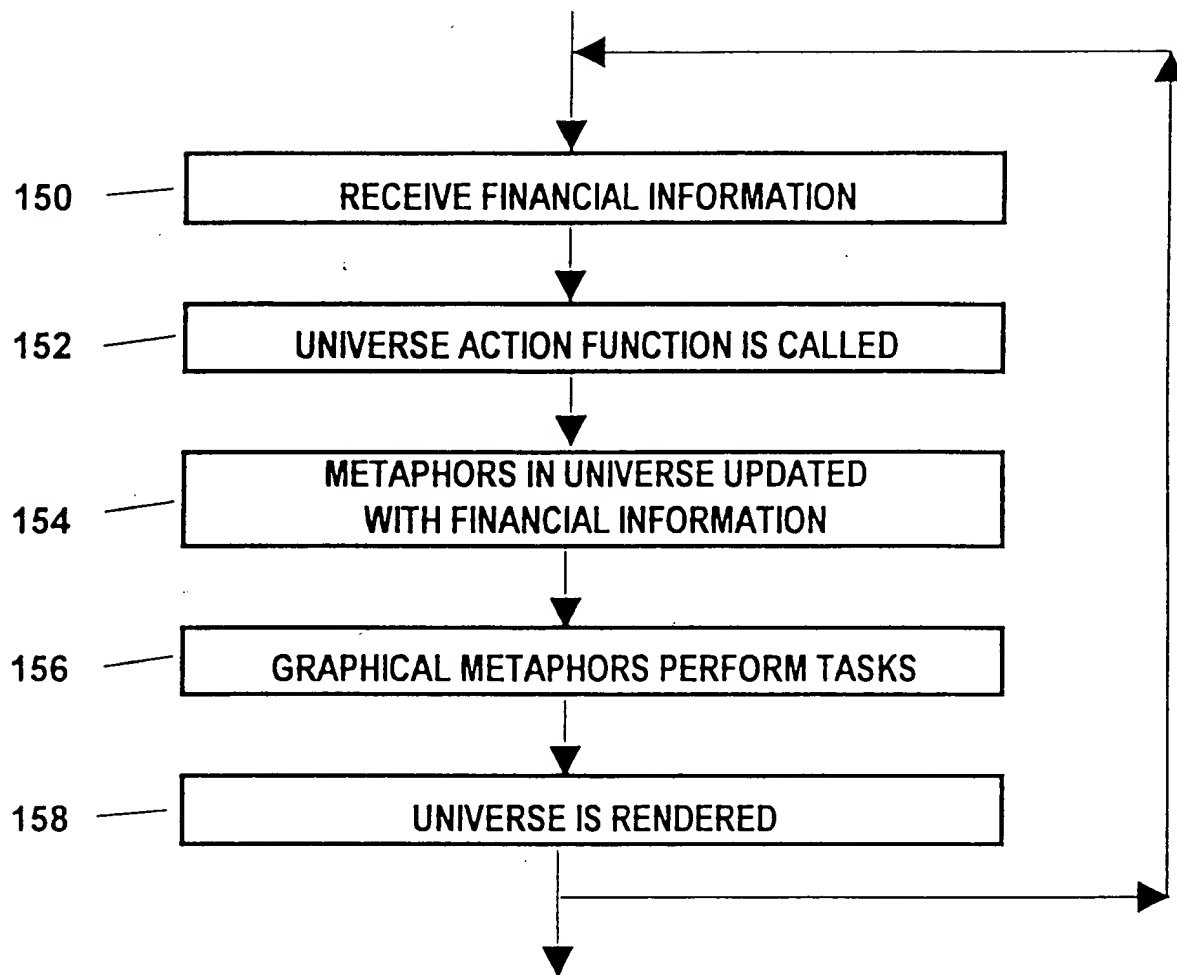 150 RECEIVE FINANCIAL INFORMATION
152 UNIVERSE ACTION FUNCTION IS CALLED
METAPHORS IN UNIVERSE UPDATED
154 WITH FINANCIAL INFORMATION
156 GRAPHICAL METAPHORS PERFORM TASKS
158 UNIVERSE IS RENDERED